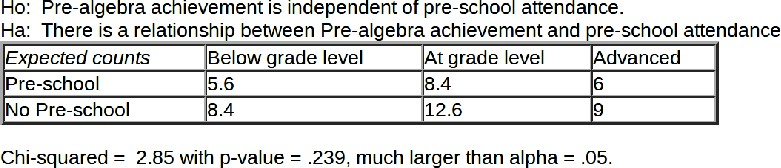 Ho: Pre-algebra achievement is independent of pre-school attendance.
Ha: There is a relationship between Pre-algebra achievement and pre-school attendance
Expected counts Below grade level At grade level Advanced
Pre-school 5.6 8.4 6
No Pre-school 8.4 12.6 9
Chi-squared = 2.85 with p-value = .239, much larger than alpha = .05.